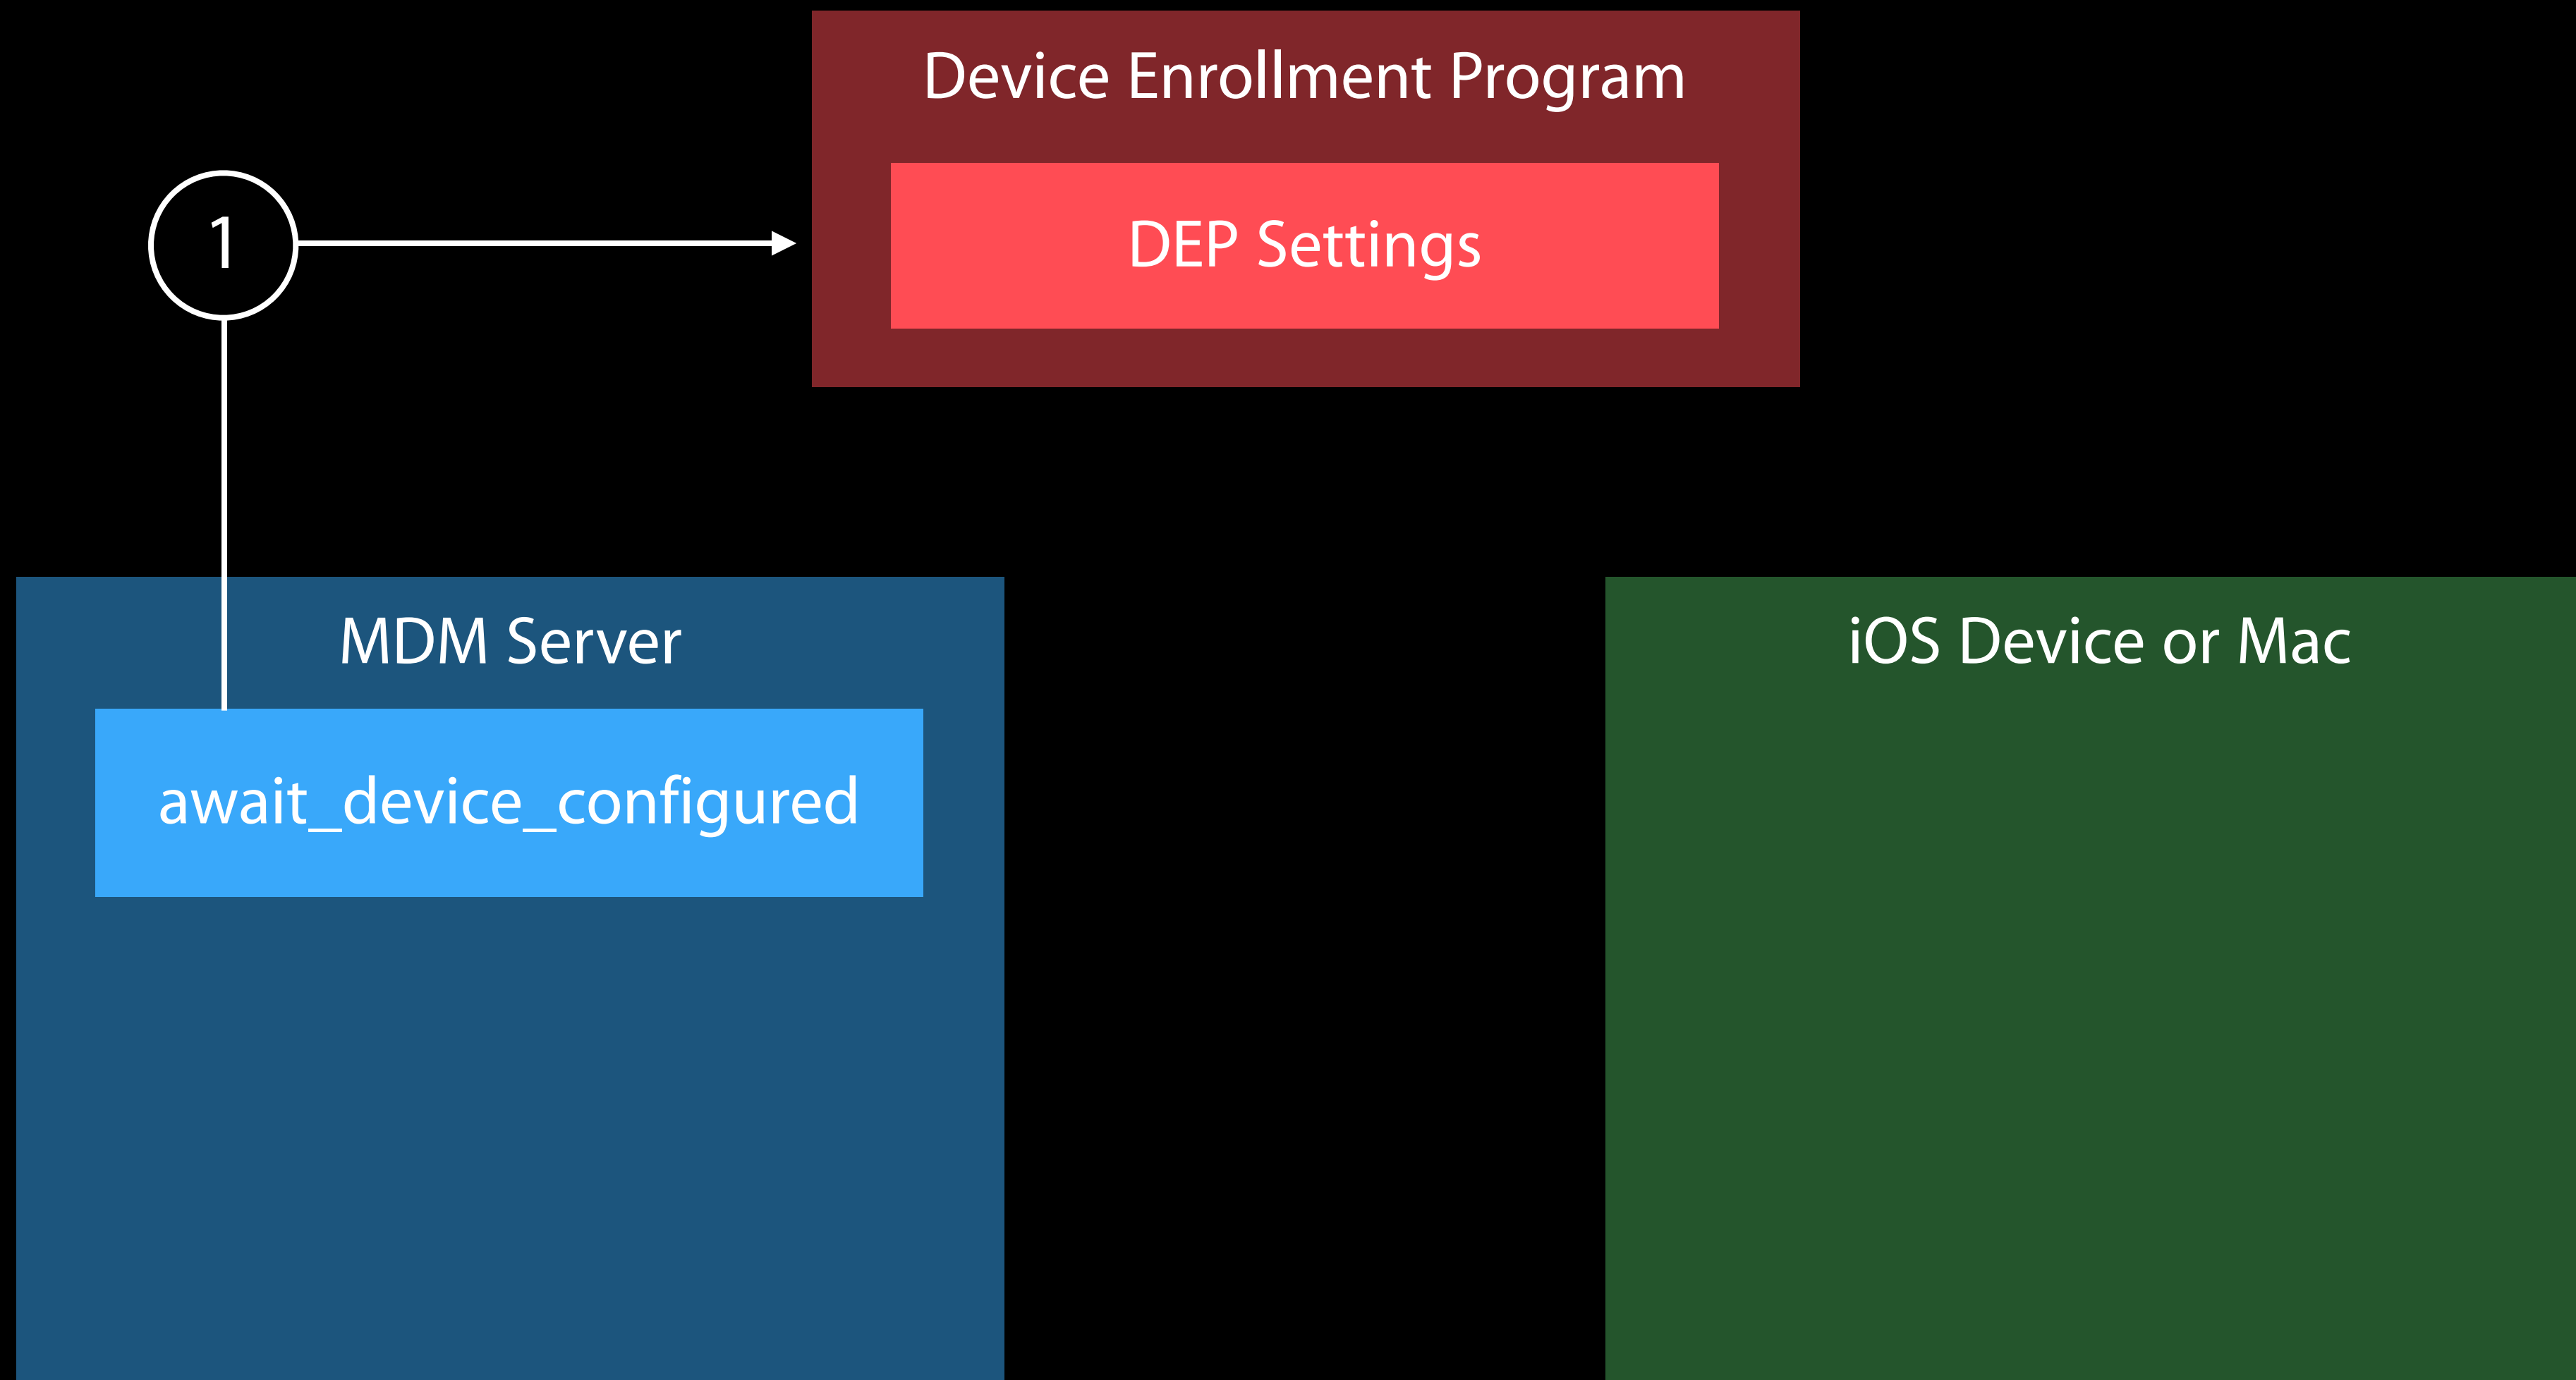 Device Enrollment Program
DEP Settings
1
MDM Server
await_device_configured
iOS Device or Mac